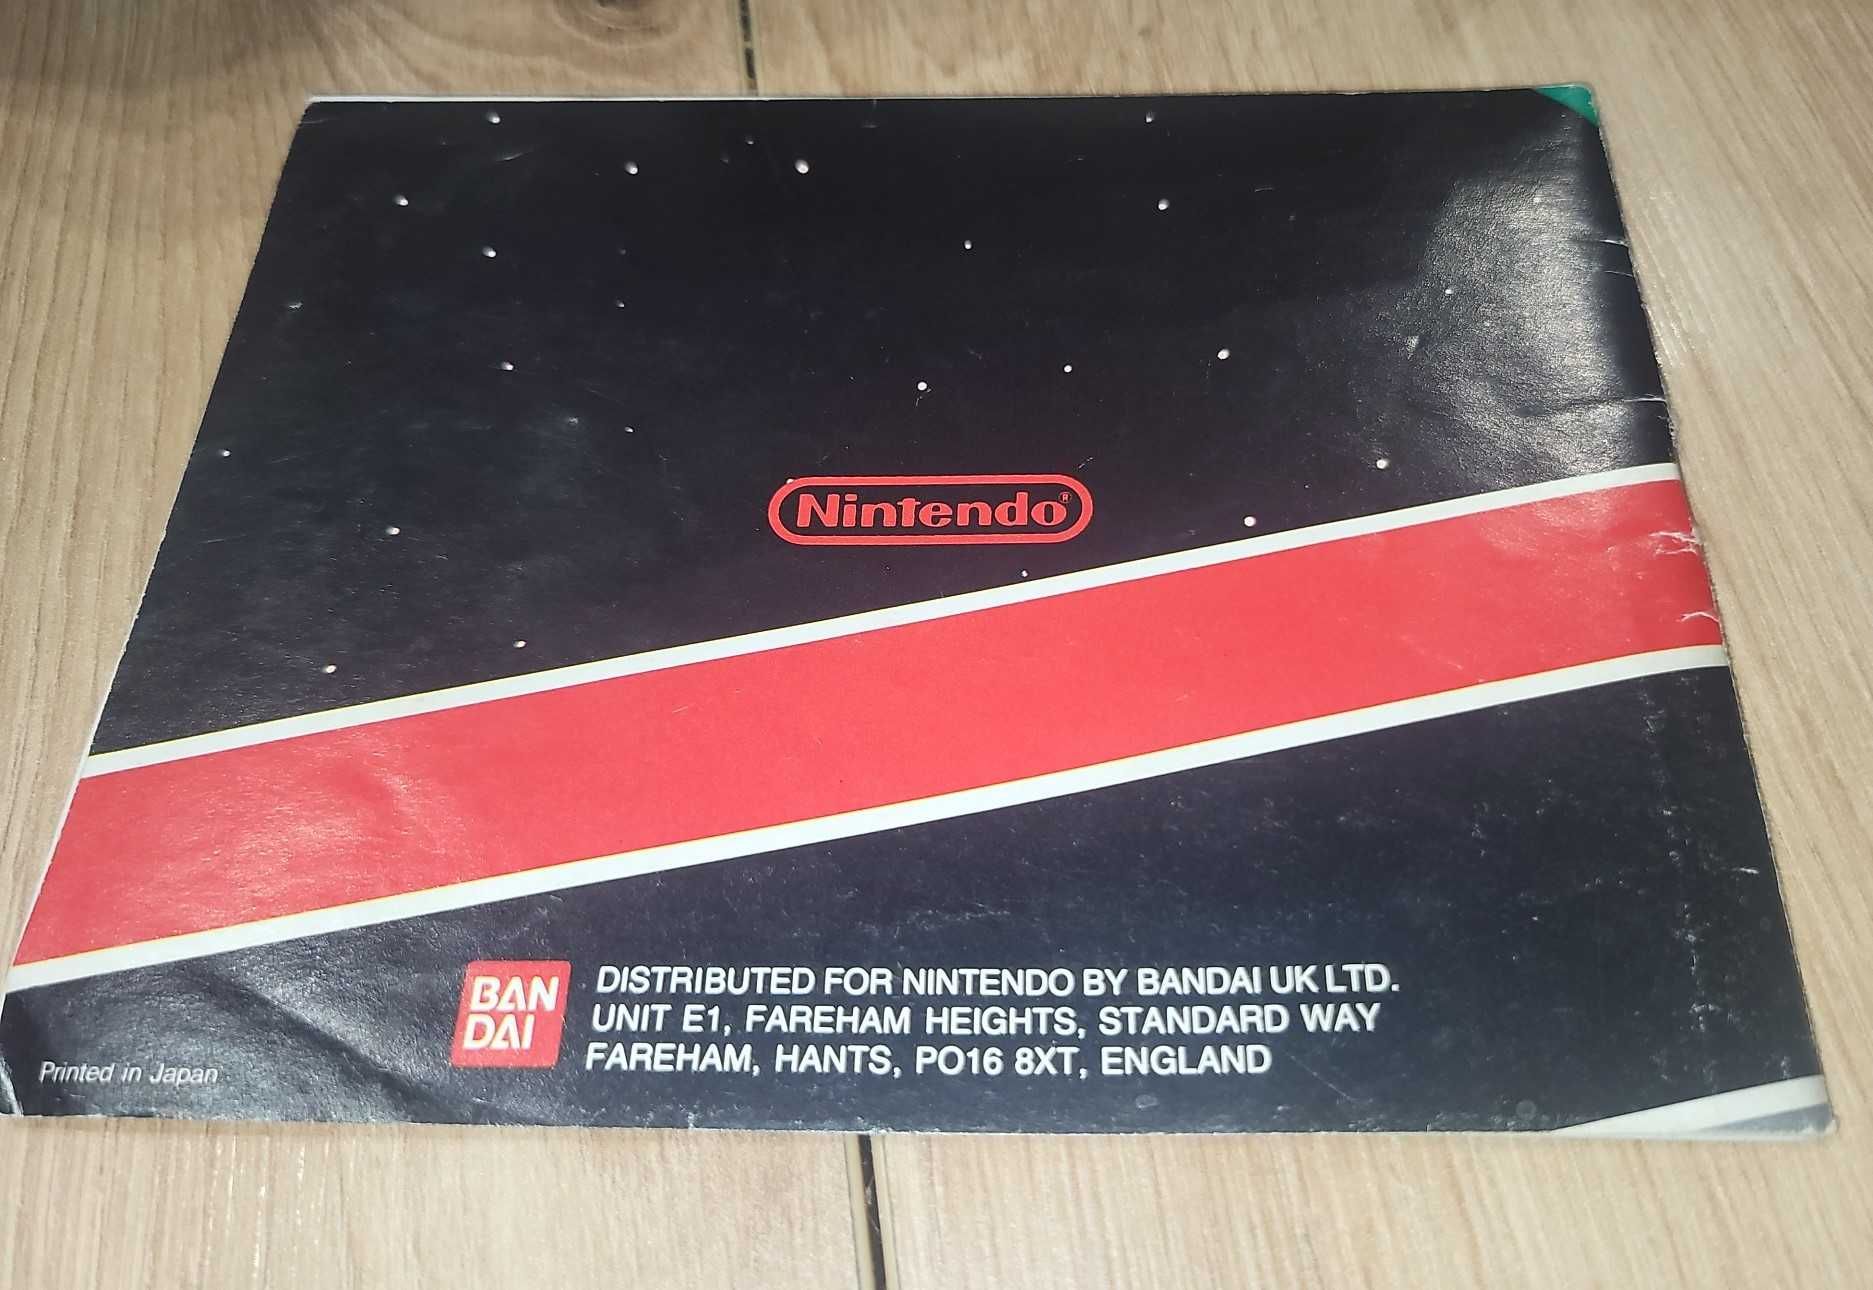 Nintendo®
BAN
DAI
DISTRIBUTED FOR NINTENDO BY BANDAI UK LTD.
UNIT E1, FAREHAM HEIGHTS, STANDARD WAY
FAREHAM, HANTS, PO16 8XT, ENGLAND
Printed in Japan